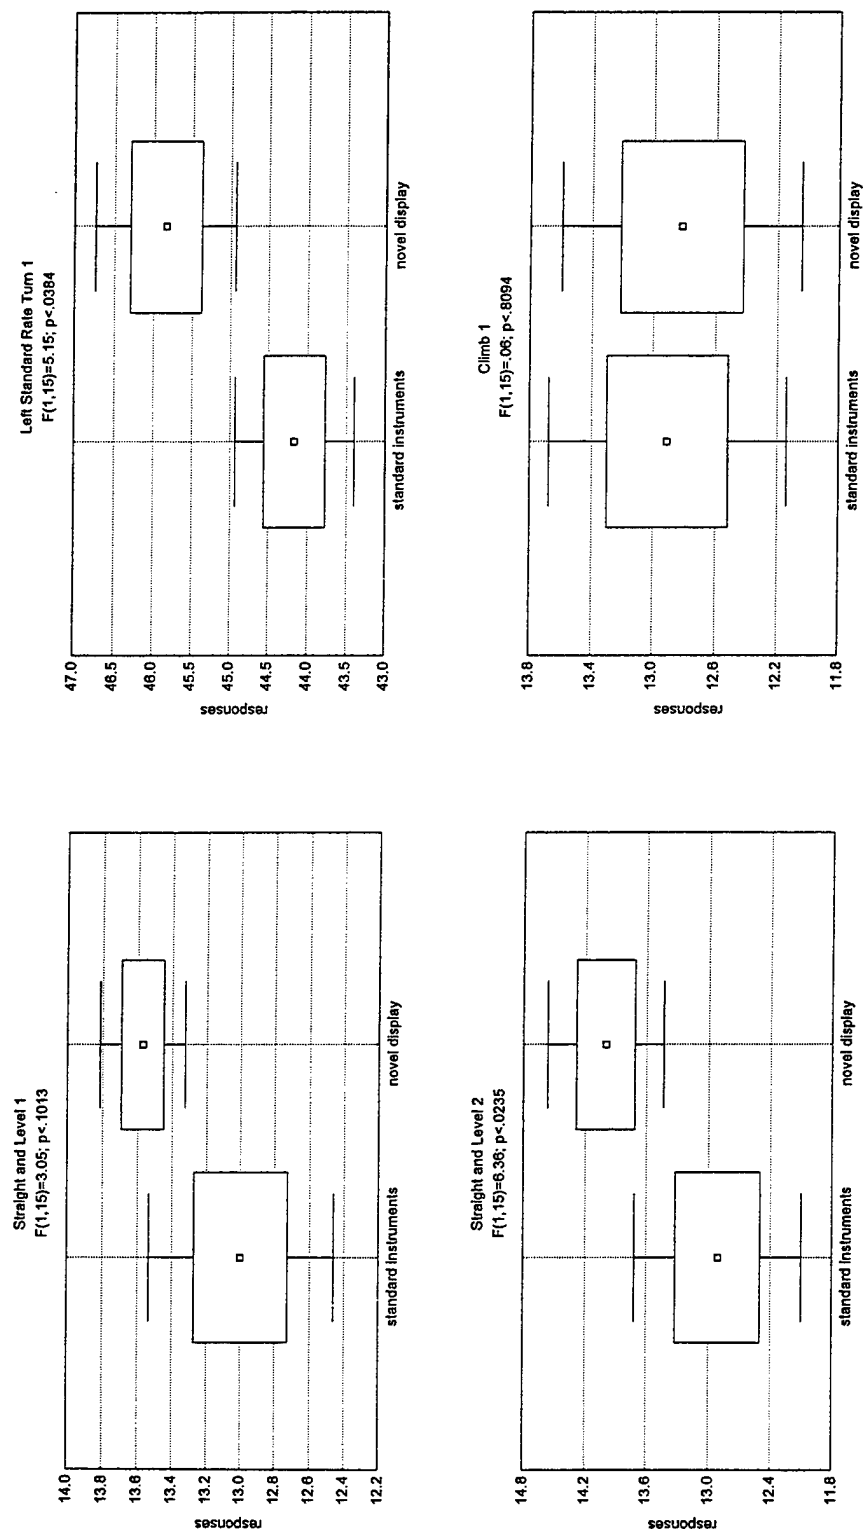 Straight and Level 1
F(1,15)=3.05; p<.1013
14.0
13.8
13.6
13.4
13.2
13.0
12.8
12.6
12.4
12.2
responses
standard instruments
novel display
Left Standard Rate Turn 1
F(1,15)=5.15; p<.0384
47.0
46.5
46.0
45.5
45.0
44.5
44.0
43.5
43.0
responses
standard instruments
novel display
Straight and Level 2
F(1,15)=6.36; p<.0235
14.8
14.2
13.6
13.0
12.4
11.8
responses
standard instruments
novel display
Climb 1
F(1,15)=.06; p<.8094
13.8
13.4
13.0
12.6
12.2
11.8
responses
standard instruments
novel display